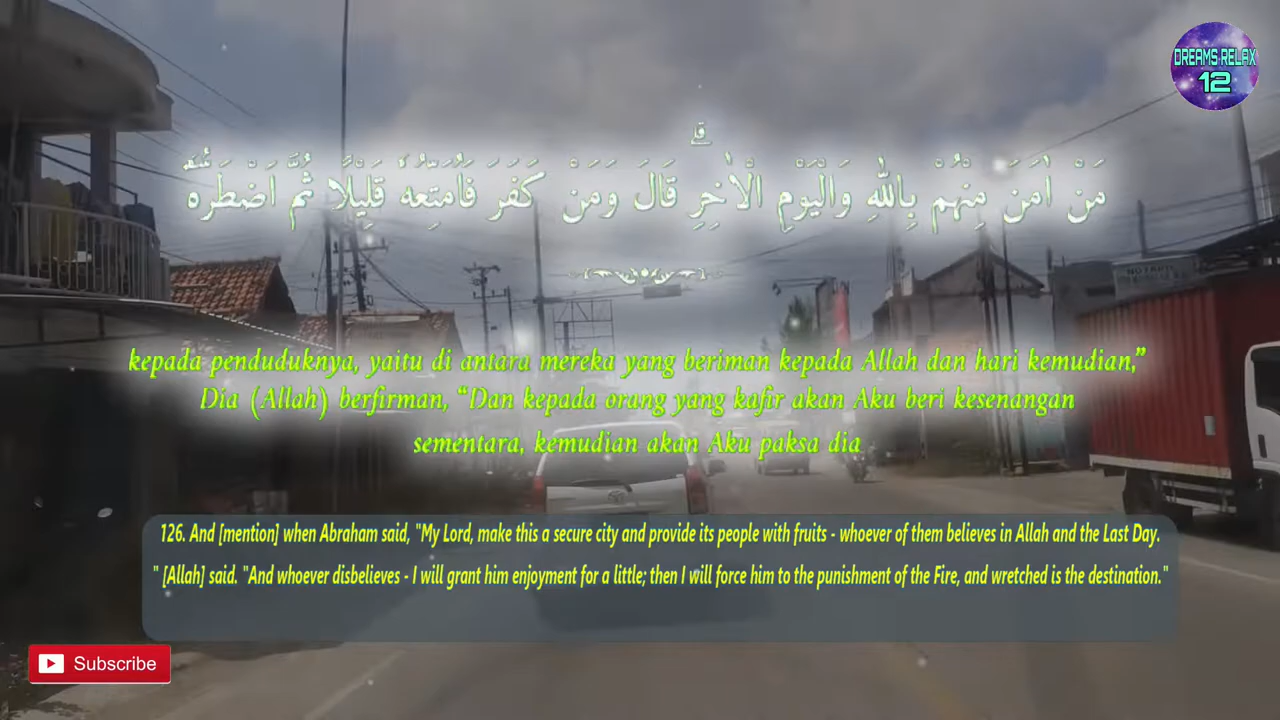 DREAMS RELAX
12
مَنْ اٰمَنَ مِنْهُمْ بِاللّٰهِ وَالْيَوْمِ الْاٰخِرِۗ قَالَ وَمَنْ كَفَرَ فَاُمَتِّعُهٗ قَلِيْلًا ثُمَّ اَضْطَرُّهٗٓ
NOTARIS
kepada penduduknya, yaitu di antara mereka yang beriman kepada Allah dan hari kemudian,”
Dia (Allah) berfirman, “Dan kepada orang yang kafir akan Aku beri kesenangan
sementara, kemudian akan Aku paksa dia
126. And [mention] when Abraham said, "My Lord, make this a secure city and provide its people with fruits - whoever of them believes in Allah and the Last Day.
" [Allah] said. "And whoever disbelieves - I will grant him enjoyment for a little; then I will force him to the punishment of the Fire, and wretched is the destination."
Subscribe